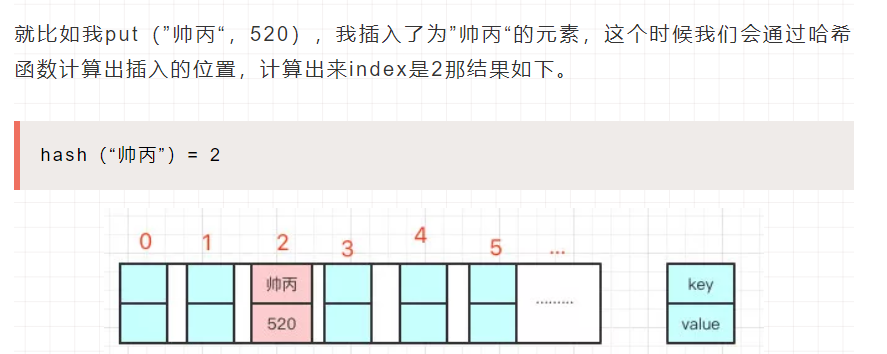 就比如我put（”帅丙“，520），我插入了为”帅丙“的元素，这个时候我们会通过哈希
函数计算出插入的位置，计算出来index是2那结果如下。
hash（“帅丙”）= 2
0 1 2 3 4 5 ...
帅丙 ......... key
520 value